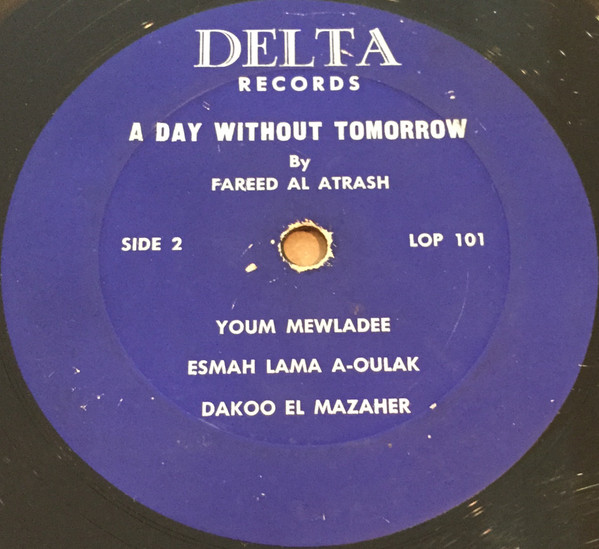 DELTA
RECORDS
A DAY WITHOUT TOMORROW
By
FAREED AL ATRASH
SIDE 2
LOP 101
YOUM MEWLADEE
ESMAH LAMA A-OULAK
DAKOO EL MAZAHER